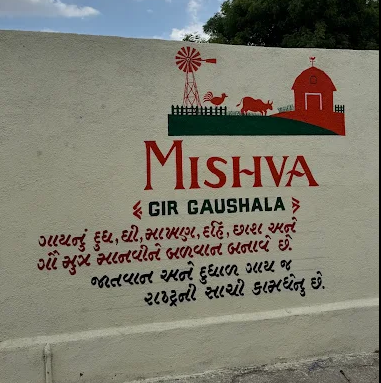 MISHVA
GIR GAUSHALA
ગાયનું દુધ, ઘી, માખણ, દહિં, છાશ અને
ગૌ મુત્ર માનવીને બળવાન બનાવે છે.
જાતવાન અને દુધાળ ગાય જ
રાષ્ટ્રની સાચી કામધેનુ છે.